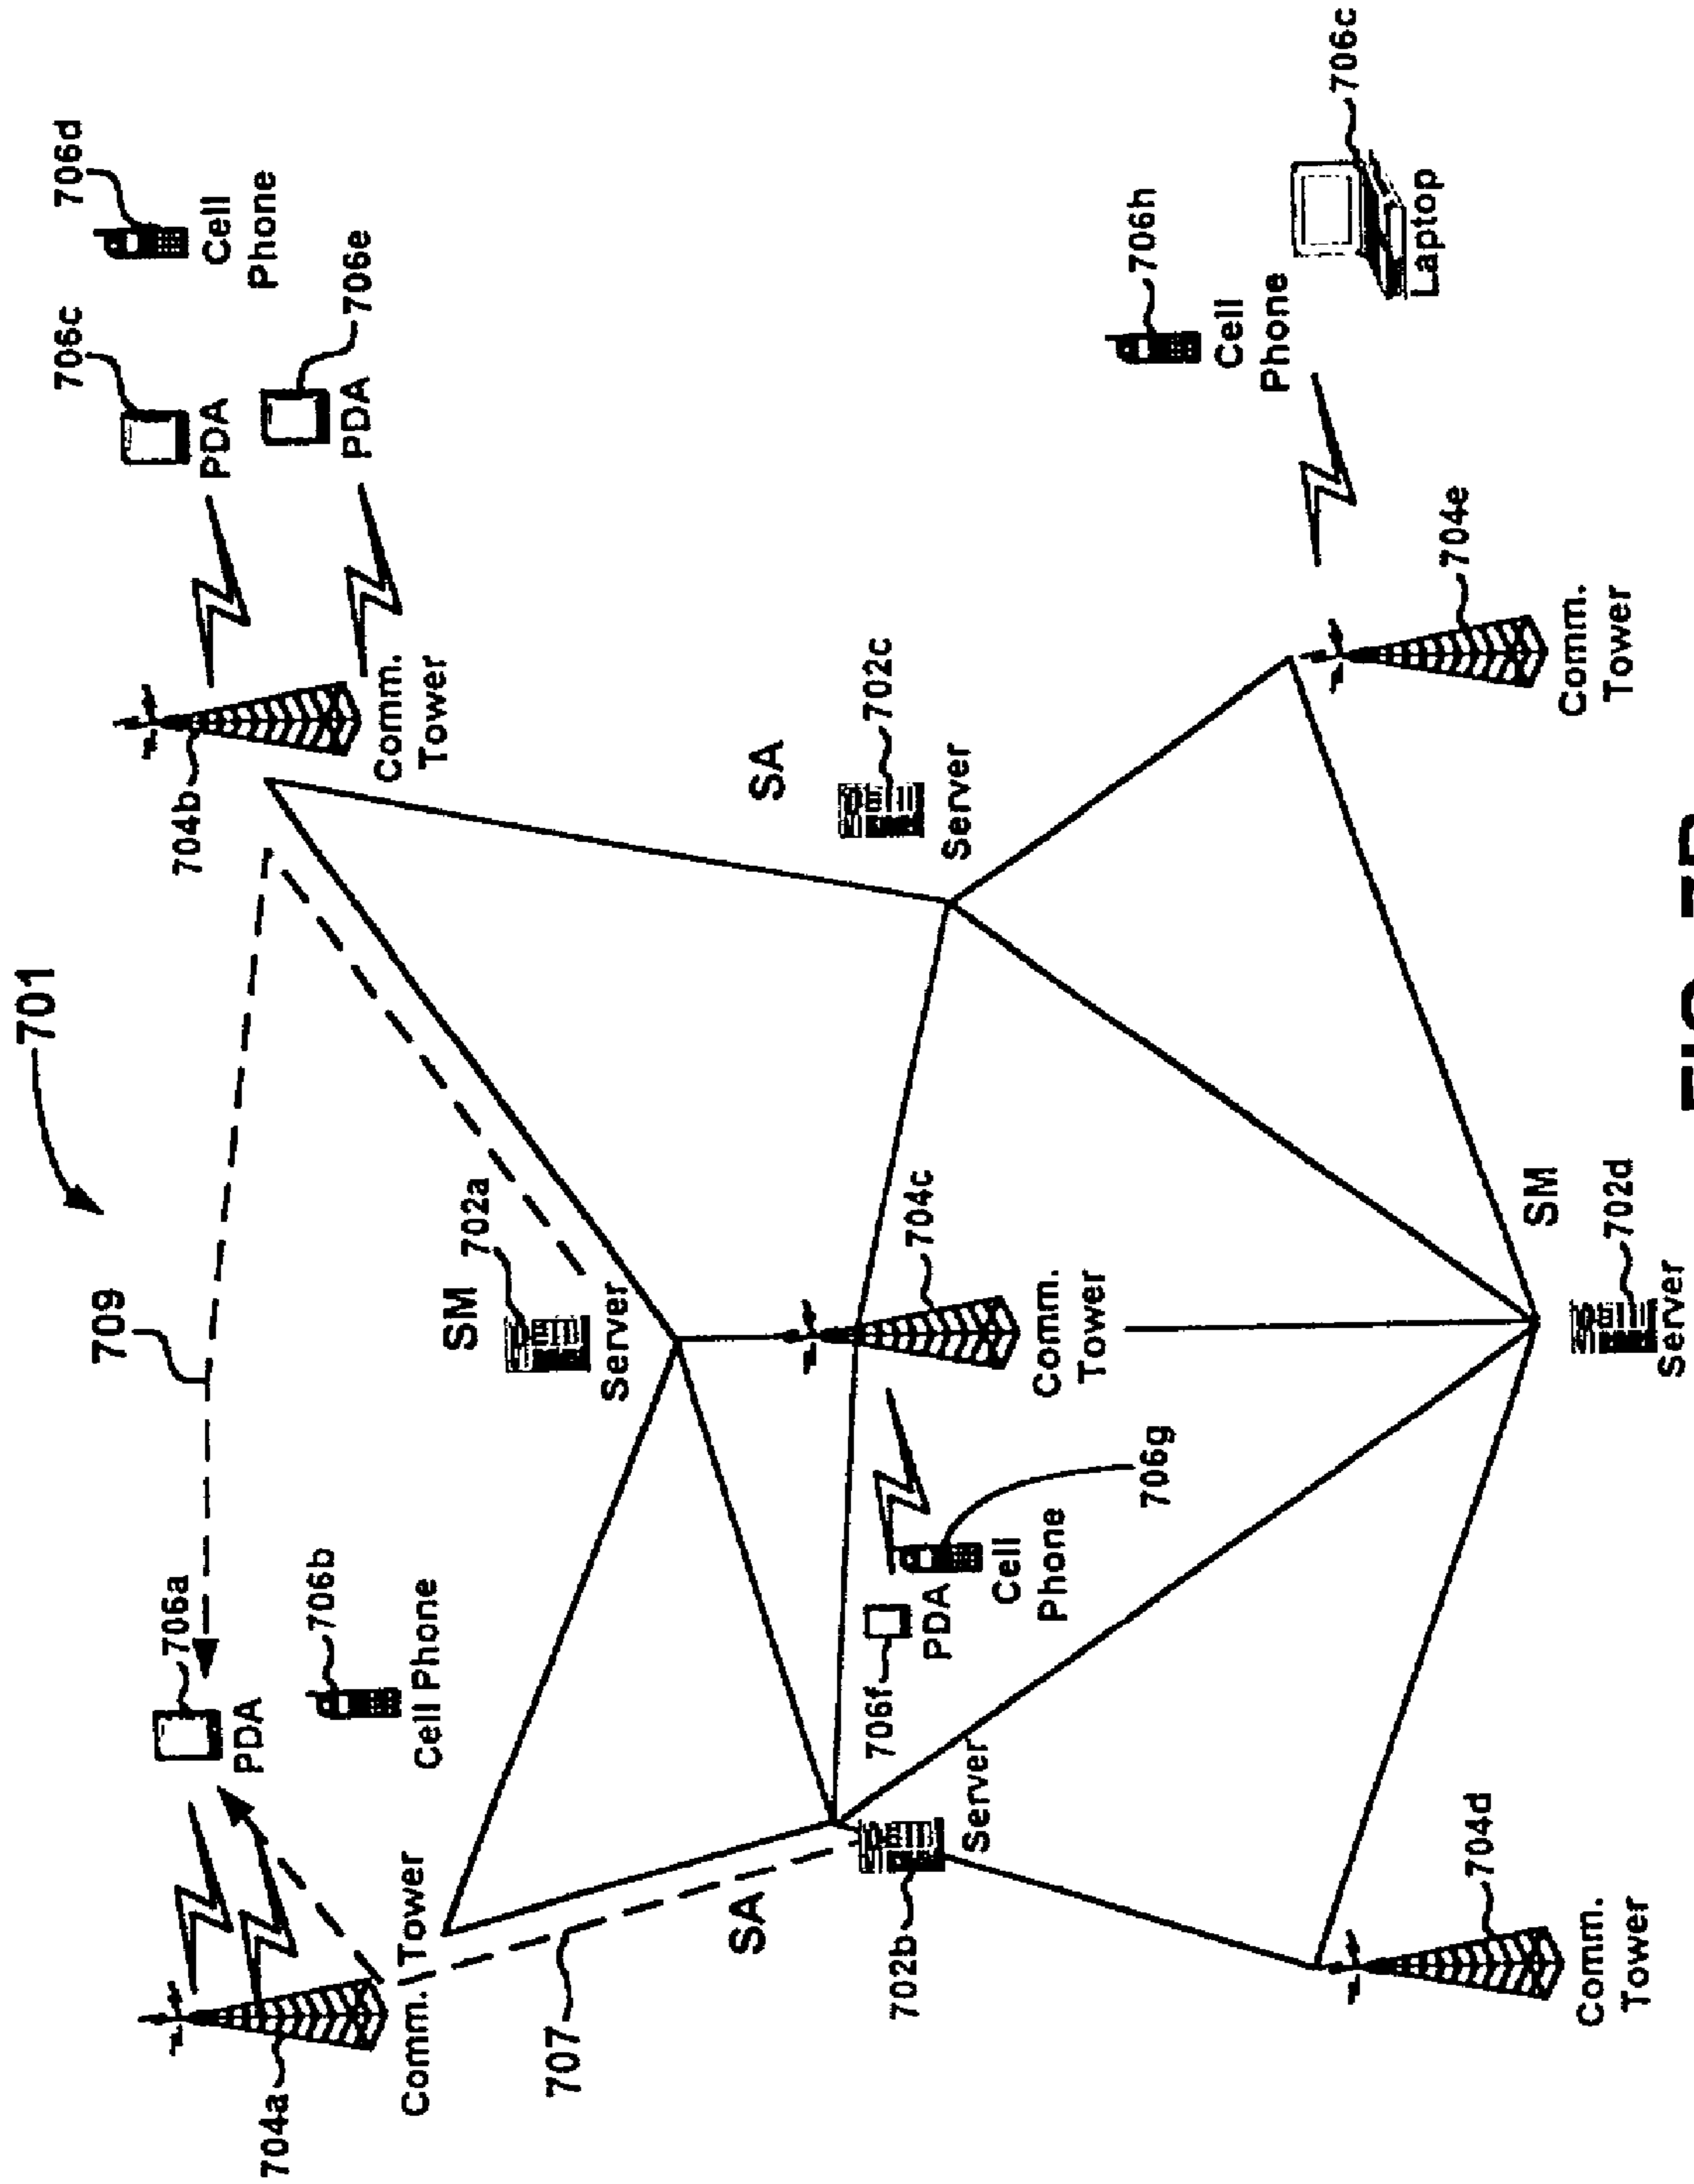 701
709
704a
Comm. Tower
706a
PDA
706b
Cell Phone
707
SA
702b
Server
SM
702a
Server
704b
Comm.
Tower
706c
PDA
706d
Cell
Phone
706e
PDA
706f
PDA
Cell
Phone
706g
704c
Comm.
Tower
SA
702c
Server
704d
Comm.
Tower
SM
702d
Server
704e
Comm.
Tower
706h
Cell
Phone
706c
Laptop